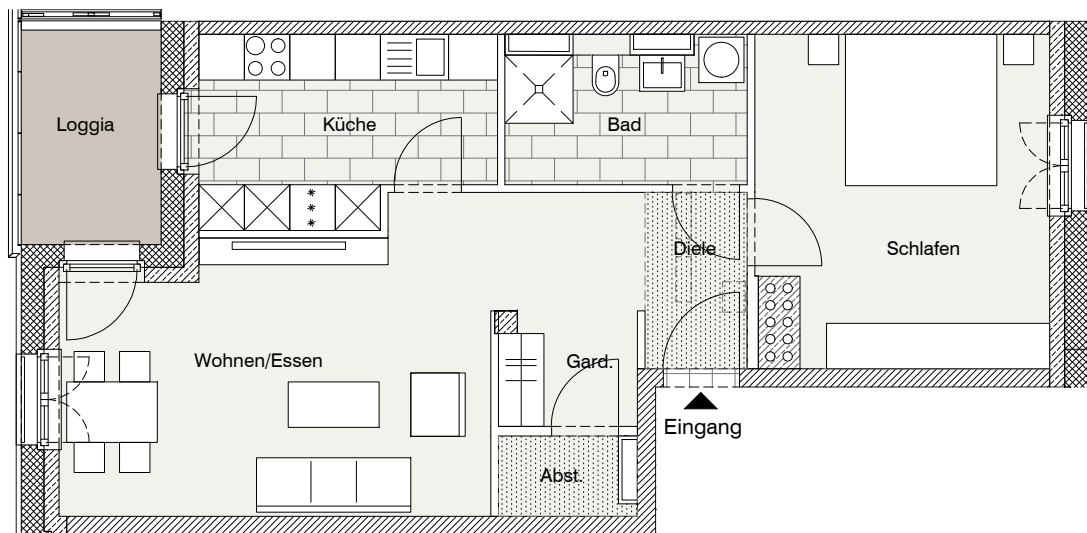 Loggia
Küche
Bad
Diele
Schlafen
Wohnen/Essen
Gard.
Eingang
Abst.